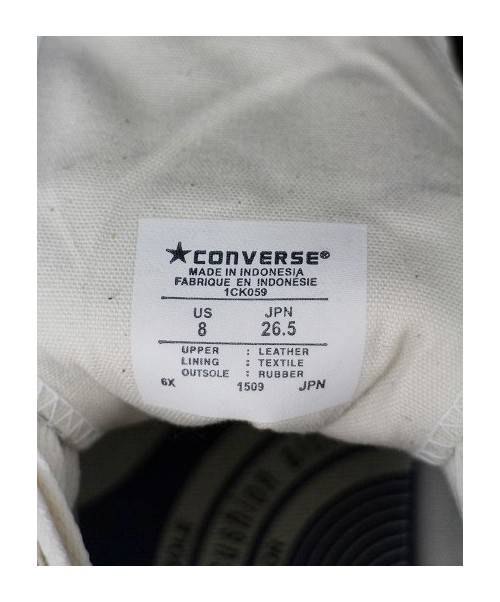 ★CONVERSE®
MADE IN INDONESIA
FABRIQUE EN INDONESIE
1CK059
US JPN
8 26.5
UPPER : LEATHER
LINING : TEXTILE
OUTSOLE : RUBBER
6X 1509 JPN
CUSHION